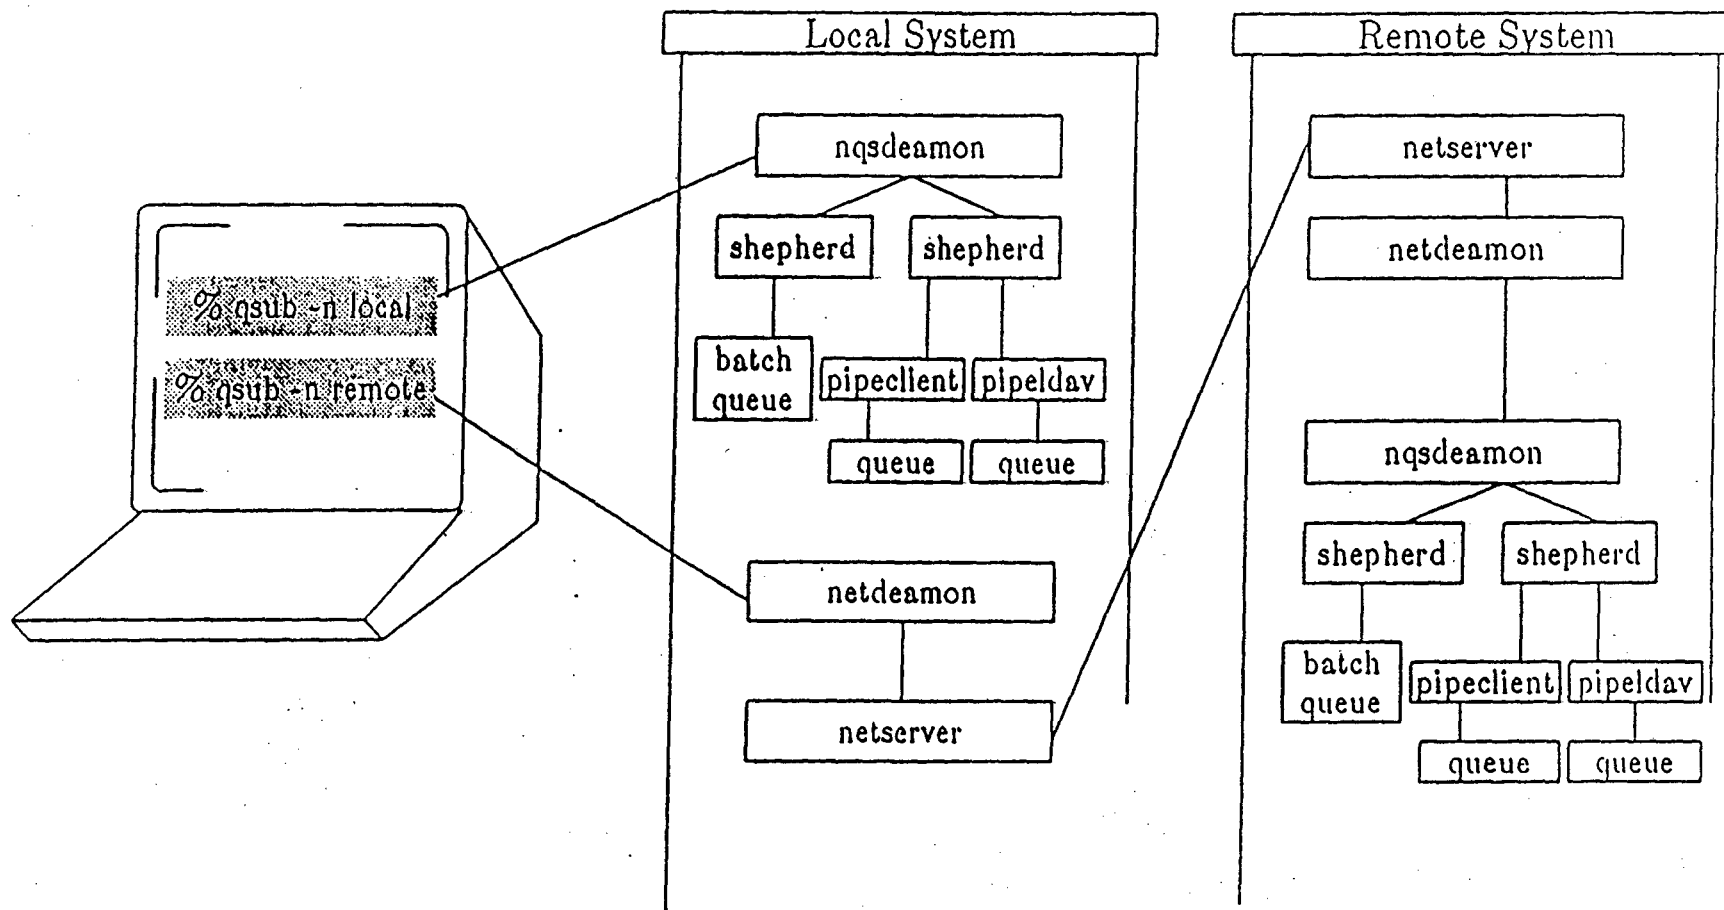 Local System
Remote System
% qsub -n local
% qsub -n remote
nqsdeamon
shepherd
shepherd
batch
queue
pipeclient
pipeldav
queue
queue
netdeamon
netserver
netserver
netdeamon
nqsdeamon
shepherd
shepherd
batch
queue
pipeclient
pipeldav
queue
queue